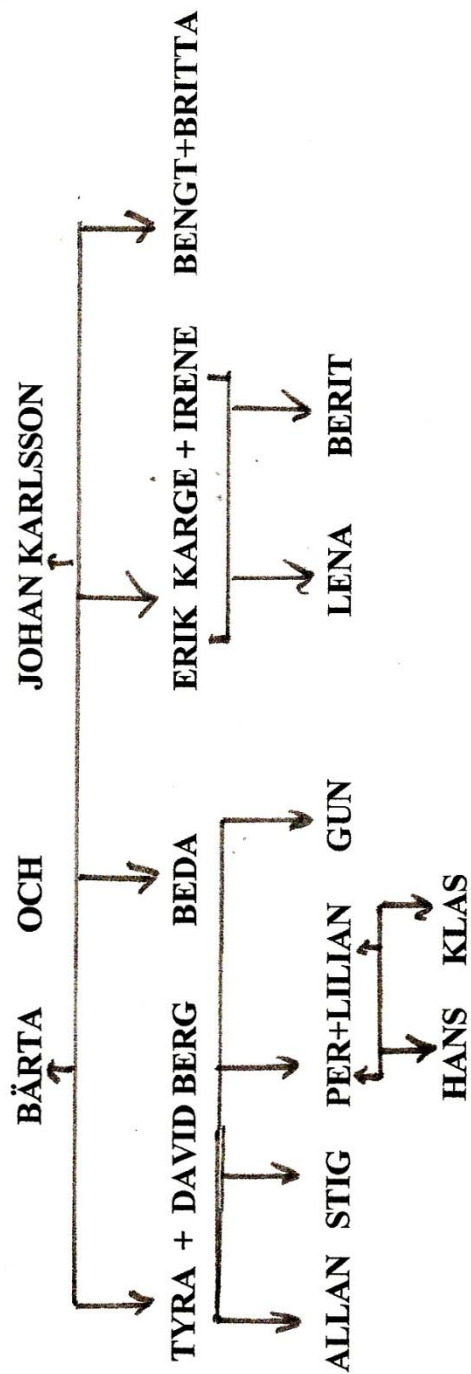 BÄRTA OCH JOHAN KARLSSON
TYRA + DAVID BERG BEDA ERIK KARGE + IRENE BENGT+BRITTA
ALLAN STIG PER+LILIAN GUN LENA BERIT
HANS KLAS